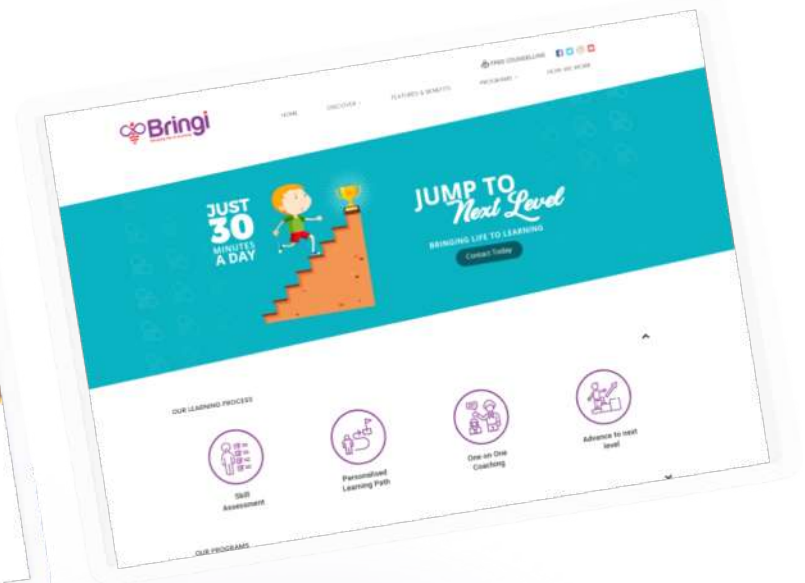 FREE COUNSELLING
Bringi
HOME
DISCOVER
FEATURES & BENEFITS
PROGRAMS
HOW WE WORK
JUST
30
MINUTES
A DAY
JUMP TO
Next Level
BRINGING LIFE TO LEARNING
Contact Today
OUR LEARNING PROCESS
Skill
Assessment
Personalised
Learning Path
One on One
Coaching
Advance to next
level
OUR PROGRAMS